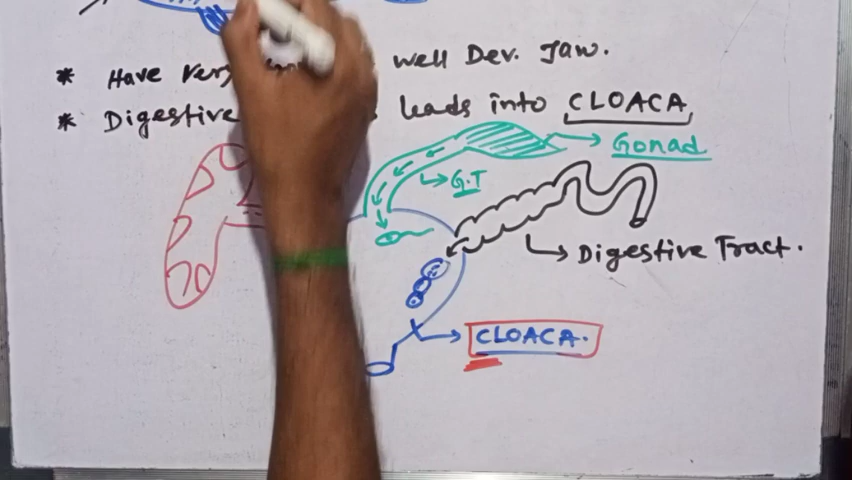 * Have Very well Dev. Jaw.
* Digestive leads into CLOACA
Gonad
G.T
Digestive Tract.
CLOACA.